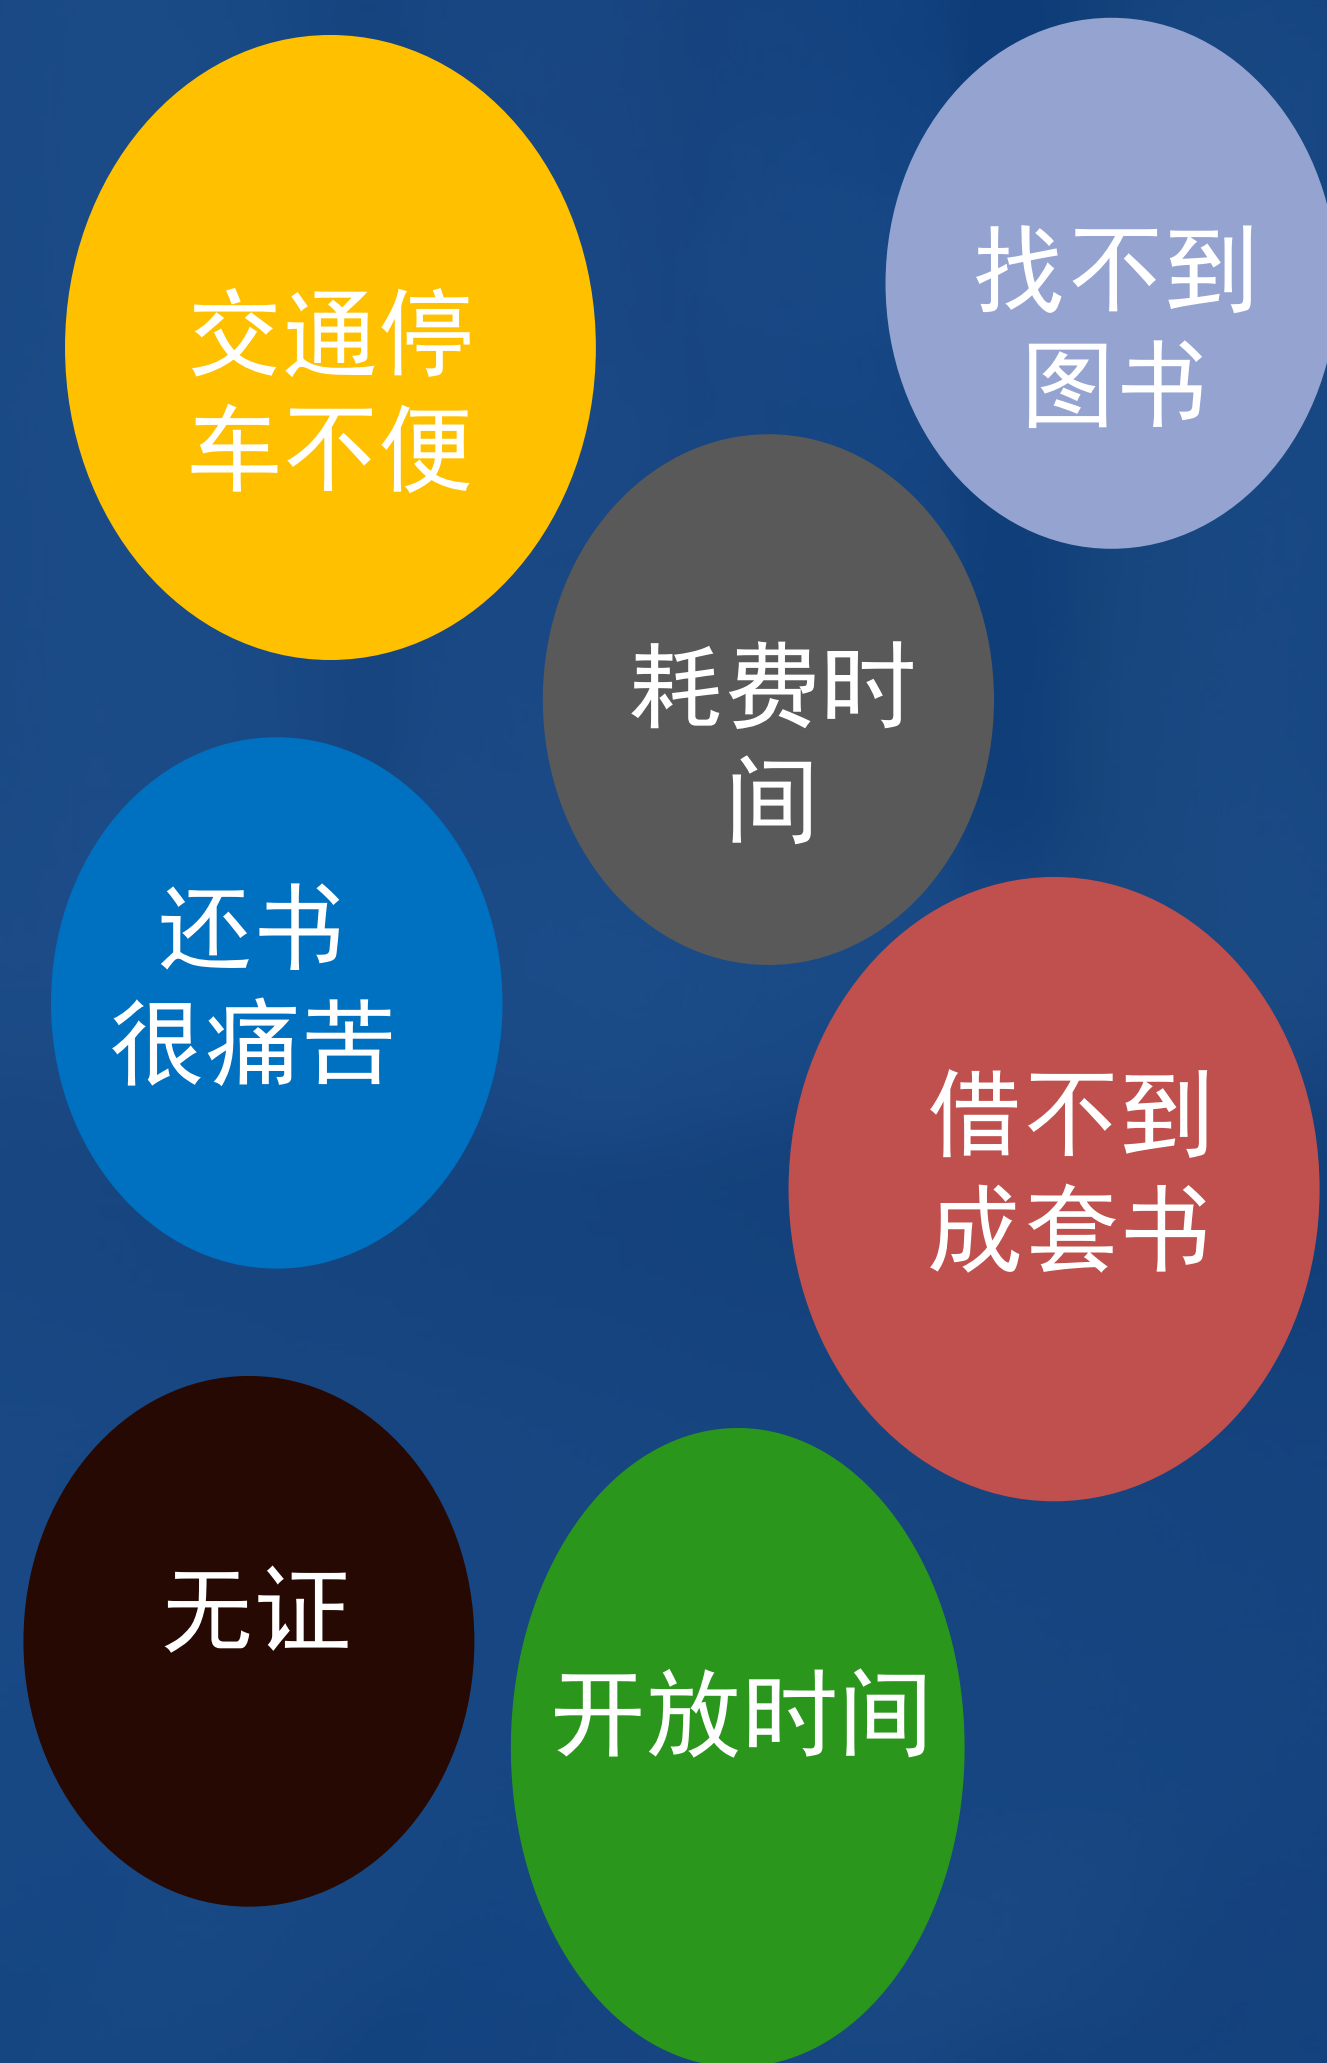 交通停
车不便
找不到
图书
耗费时
间
还书
很痛苦
借不到
成套书
无证
开放时间